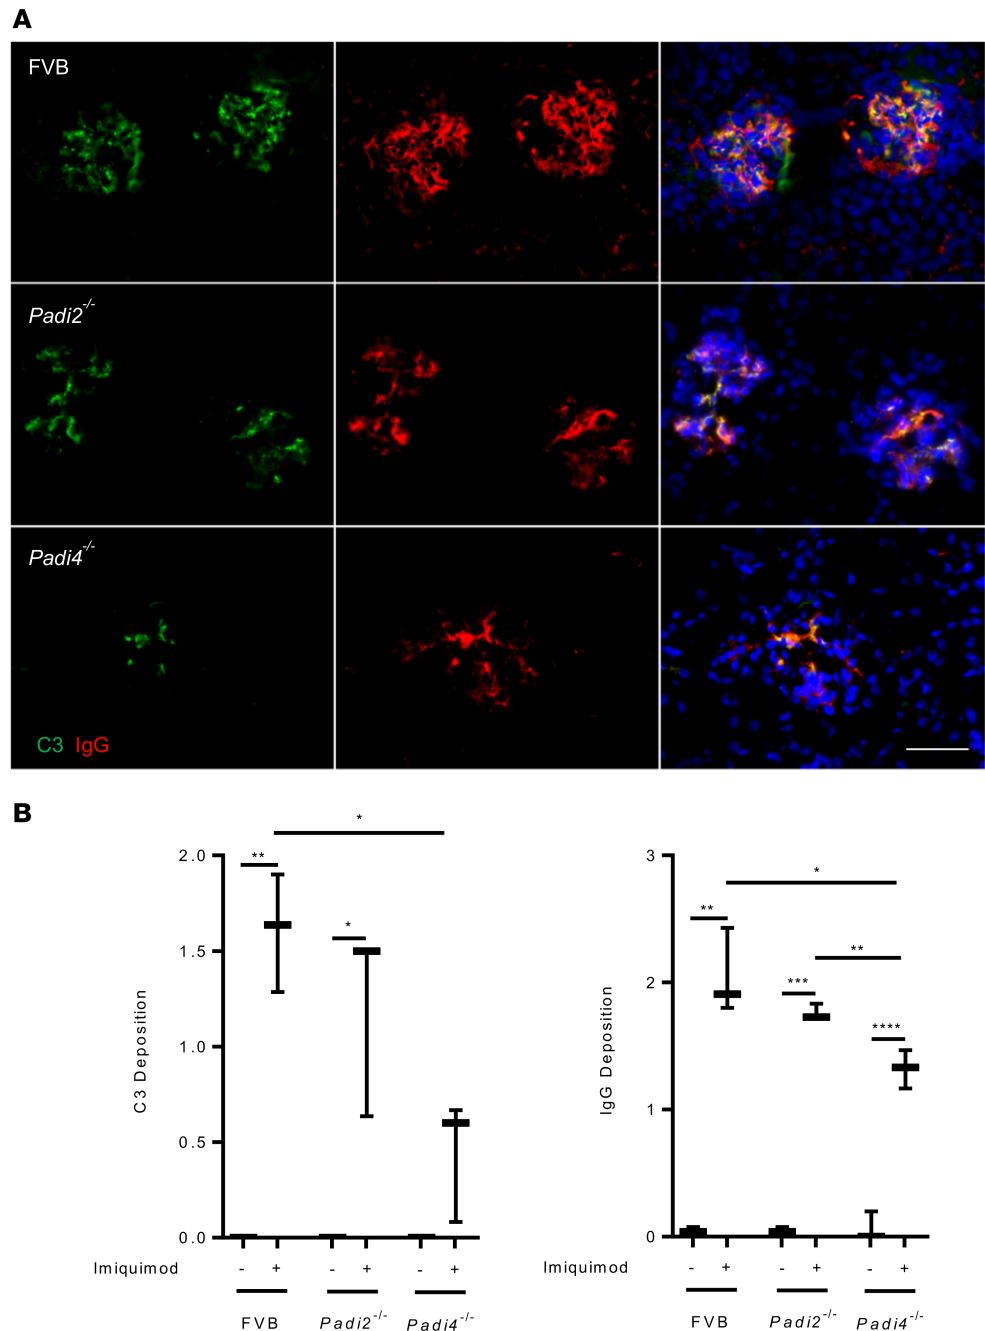 A
FVB
Padi2-/-
Padi4-/-
C3 IgG
B
*
**
*
2.0
1.5
1.0
0.5
0.0
C3 Deposition
Imiquimod - + - + - +
FVB Padi2-/- Padi4-/-
*
**
**
***
****
3
2
1
0
IgG Deposition
Imiquimod - + - + - +
FVB Padi2-/- Padi4-/-